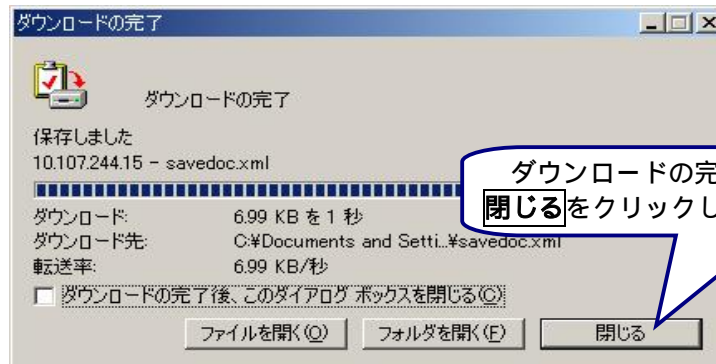 ダウンロードの完了
ダウンロードの完了
保存しました
10.107.244.15 - savedoc.xml
ダウンロードの完
閉じるをクリックし
ダウンロード: 6.99 KB を 1 秒
ダウンロード先: C:¥Documents and Setti...¥savedoc.xml
転送率: 6.99 KB/秒
ダウンロードの完了後、このダイアログ ボックスを閉じる(C)
ファイルを開く(O) フォルダを開く(F) 閉じる